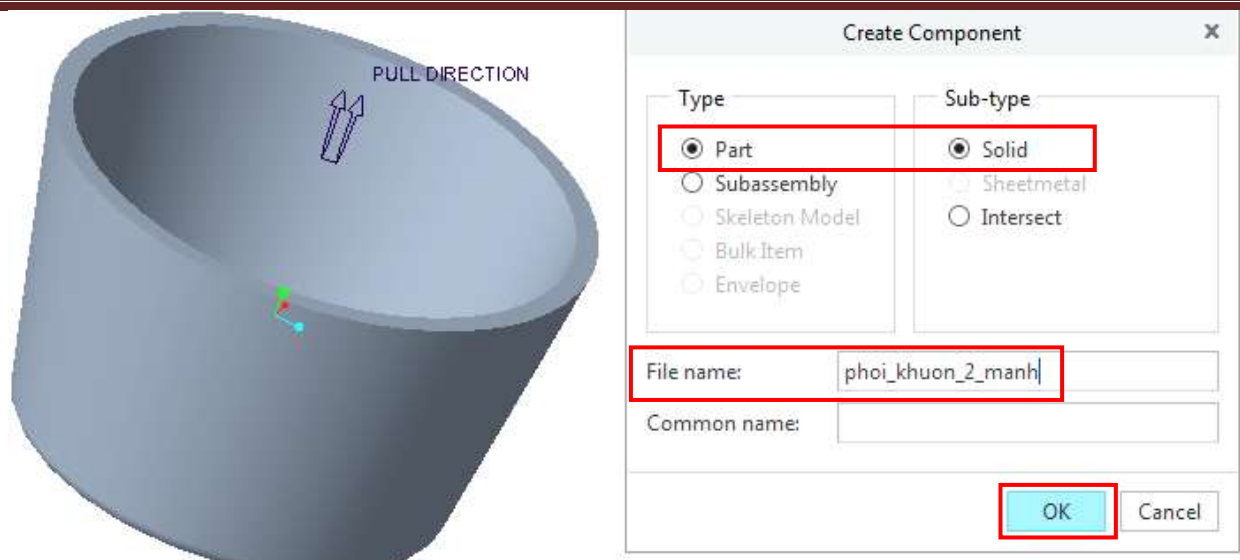 PULL DIRECTION
Create Component
Type
Sub-type
Part
Solid
Subassembly
Sheetmetal
Skeleton Model
Intersect
Bulk Item
Envelope
File name: phoi_khuon_2_manh
Common name:
OK Cancel